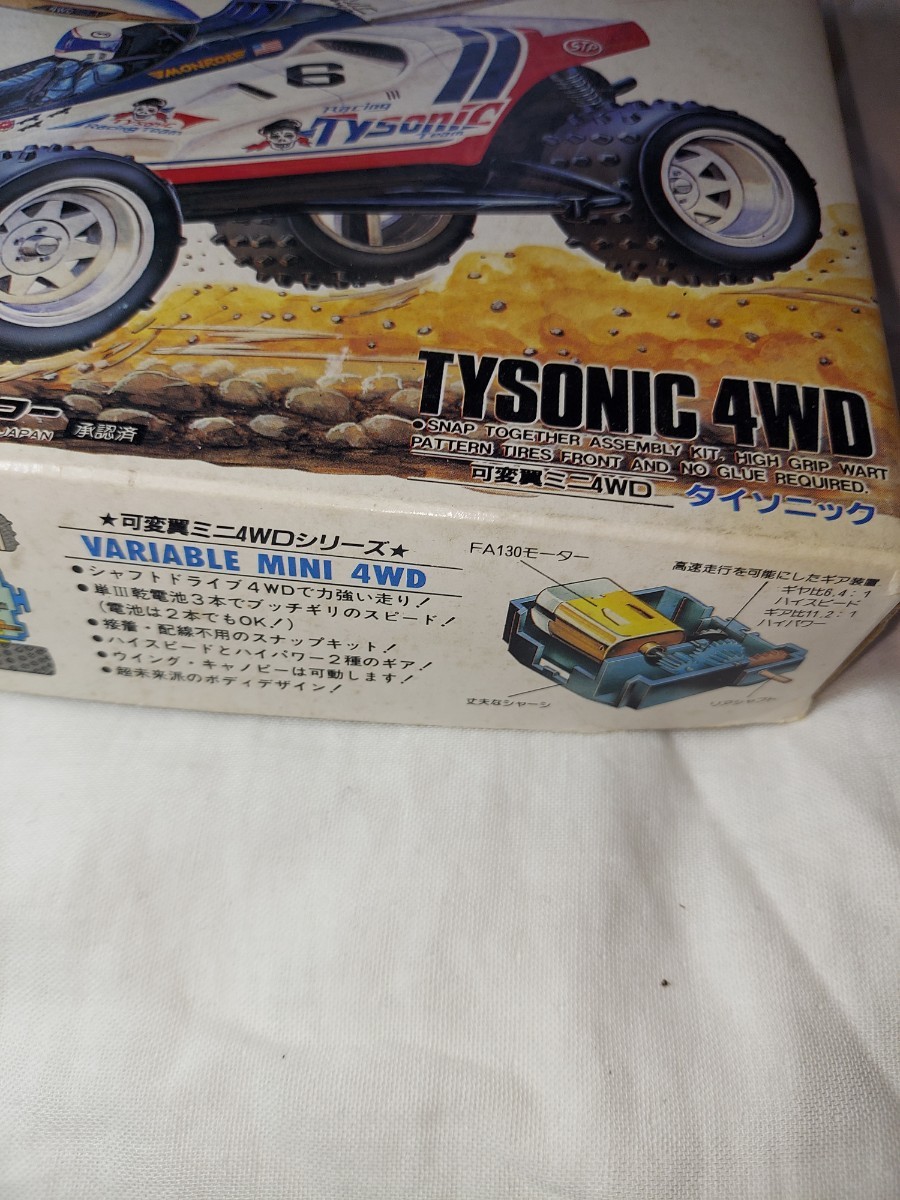 4WD
MONROE
STP
6
Racing Team
Racing
Tysonic
Team
TYSONIC 4WD
●SNAP TOGETHER ASSEMBLY KIT, HIGH GRIP WART
PATTERN TIRES FRONT AND NO GLUE REQUIRED.
可変翼ミニ4WD タイソニック
JAPAN 承認済
★可変翼ミニ4WDシリーズ★
VARIABLE MINI 4WD
●シャフトドライブ4WDで力強い走り!
●単III乾電池3本でブッチギリのスピード!
(電池は2本でもOK!)
●接着・配線不用のスナップキット!
●ハイスピードとハイパワー2種のギア!
●ウイング・キャノピーは可動します!
●超未来派のボディデザイン!
FA130モーター
高速走行を可能にしたギア装置
ギヤ比6.4:1
ハイスピード
ギア比11.2:1
ハイパワー
丈夫なシャーシ
リヤシャフト